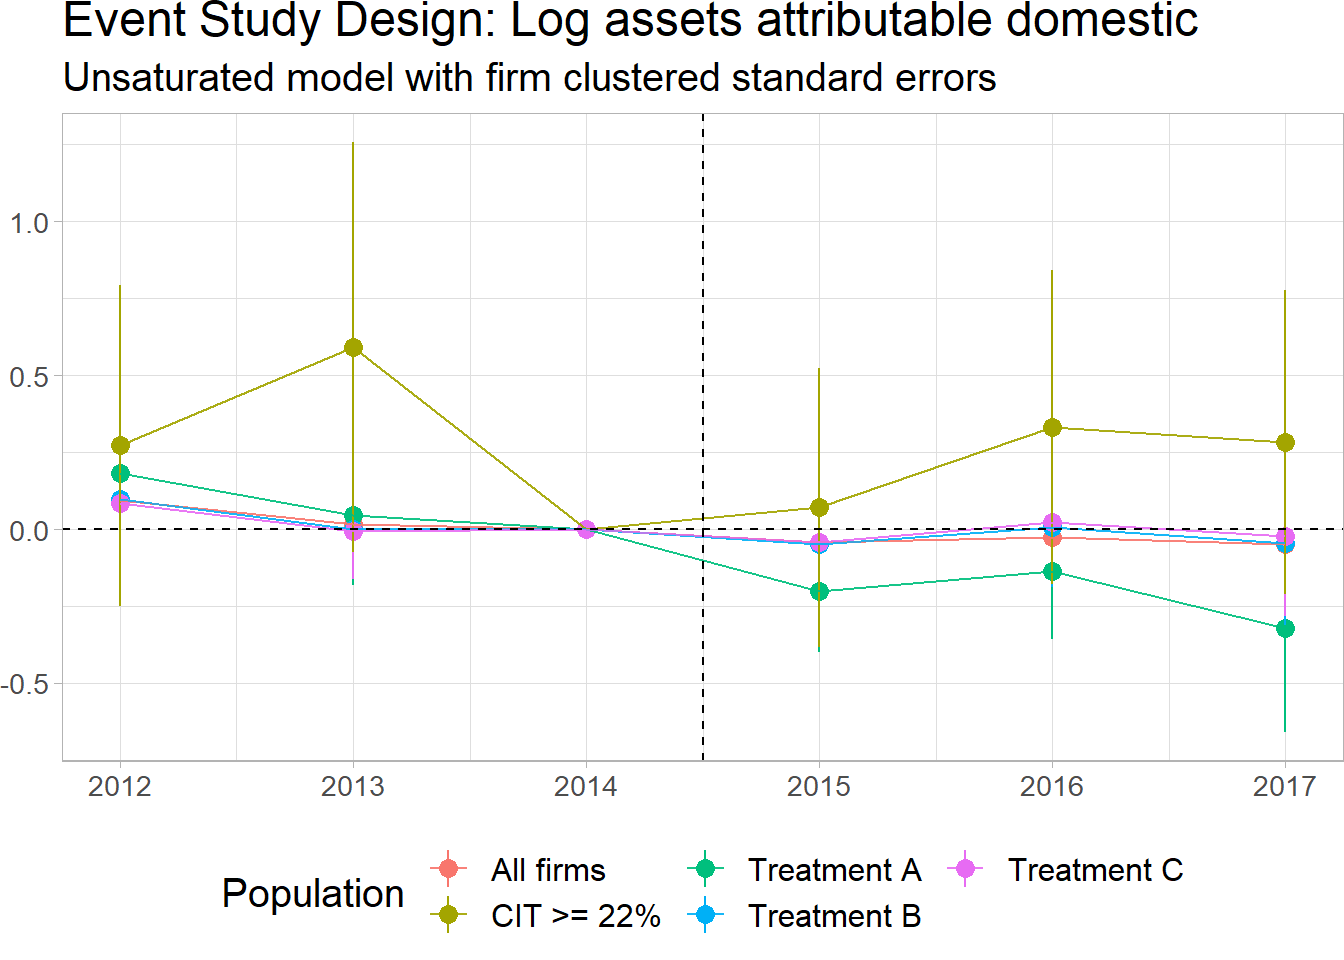 Event Study Design: Log assets attributable domestic
Unsaturated model with firm clustered standard errors
1.0
0.5
0.0
-0.5
2012 2013 2014 2015 2016 2017
Population
All firms
CIT >= 22%
Treatment A
Treatment B
Treatment C